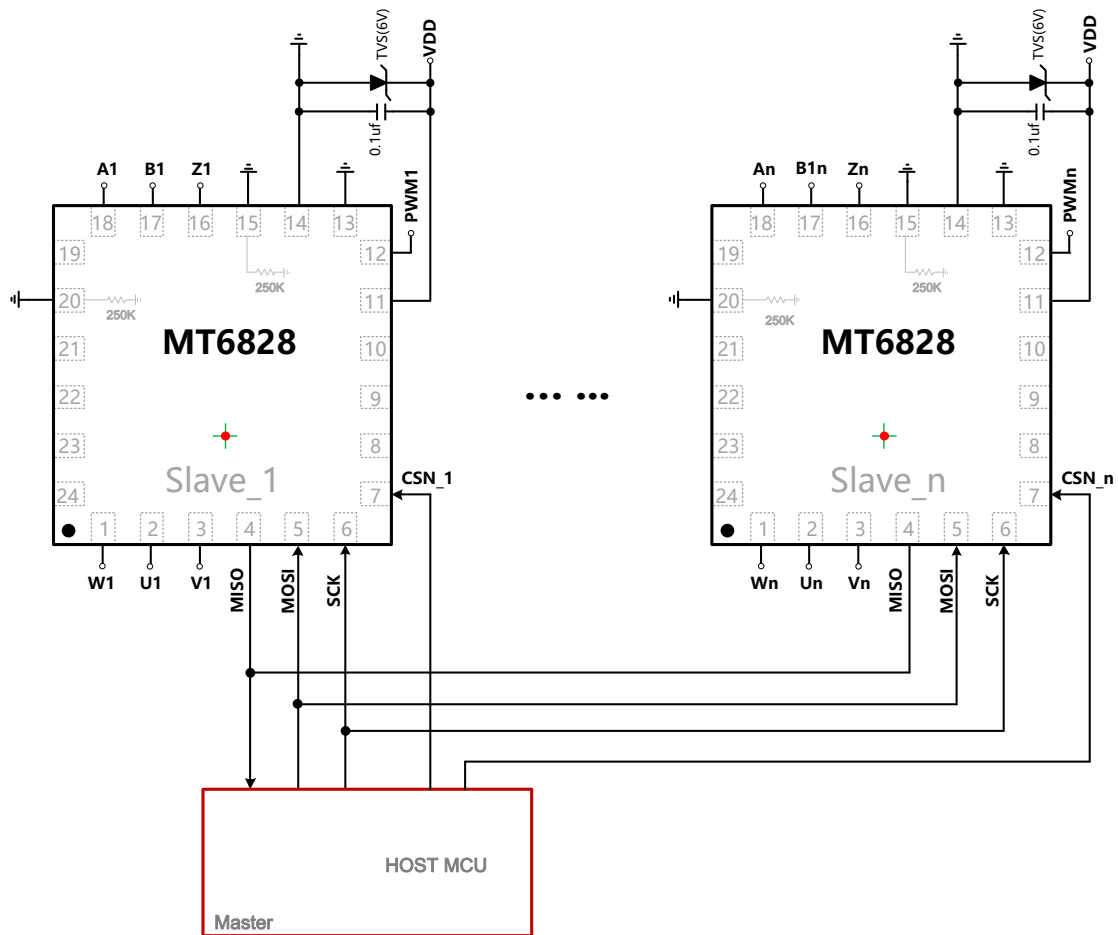 TVS(6V)
VDD
0.1uf
A1
B1
Z1
PWM1
18
17
16
15
14
13
19
20
21
22
23
24
12
11
10
9
8
7
250K
250K
MT6828
Slave_1
CSN_1
1
2
3
4
5
6
W1
U1
V1
MISO
MOSI
SCK
... ...
TVS(6V)
VDD
0.1uf
An
B1n
Zn
PWMn
18
17
16
15
14
13
19
20
21
22
23
24
12
11
10
9
8
7
250K
250K
MT6828
Slave_n
CSN_n
1
2
3
4
5
6
Wn
Un
Vn
MISO
MOSI
SCK
HOST MCU
Master